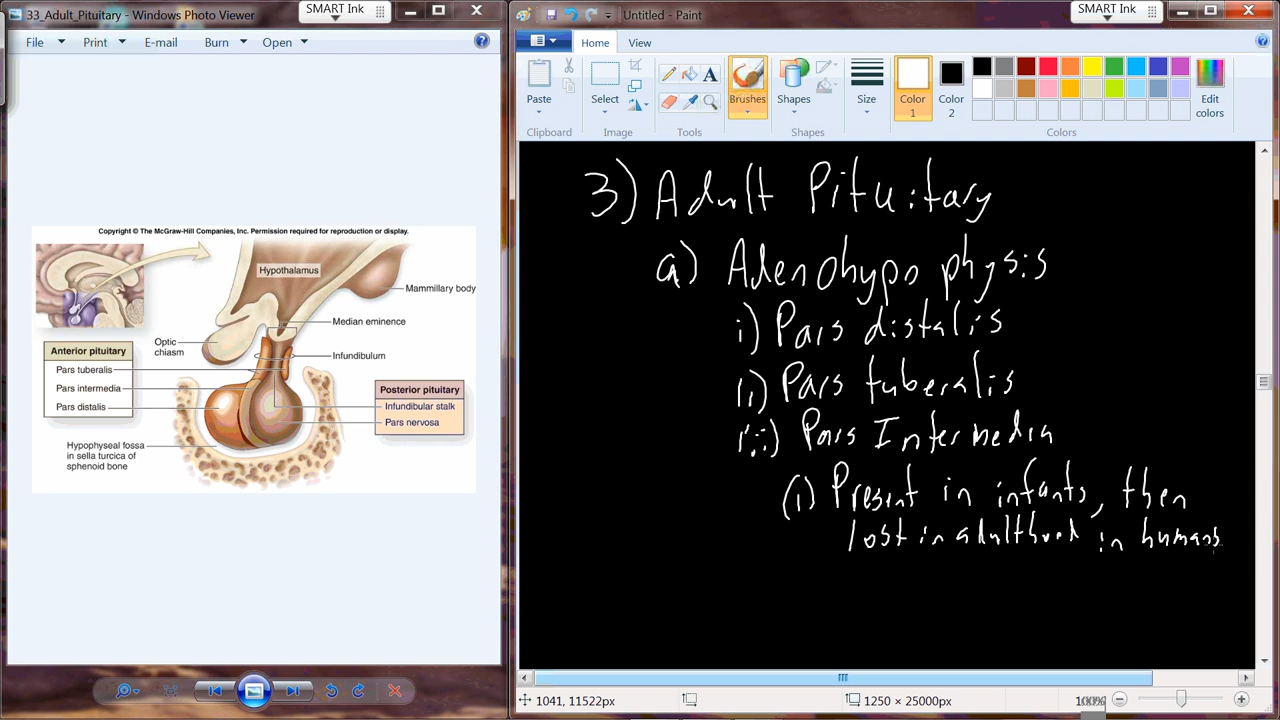 33_Adult_Pituitary - Windows Photo Viewer
SMART Ink
File Print E-mail Burn Open
Copyright © The McGraw-Hill Companies, Inc. Permission required for reproduction or display.
Hypothalamus
Mammillary body
Median eminence
Optic
chiasm
Infundibulum
Anterior pituitary
Pars tuberalis
Pars intermedia
Pars distalis
Posterior pituitary
Infundibular stalk
Pars nervosa
Hypophyseal fossa
in sella turcica of
sphenoid bone
Untitled - Paint
SMART Ink
Home View
Paste
Select
Brushes
Shapes
Size
Color
1
Color
2
Edit
colors
Clipboard
Image
Tools
Shapes
Colors
3) Adult Pituitary
a) Adenohypophysis
i) Pars distalis
ii) Pars tuberalis
iii) Pars Intermedia
(i) Present in infants, then
lost in adulthood in humans
1041, 11522px
1250 × 25000px
100%